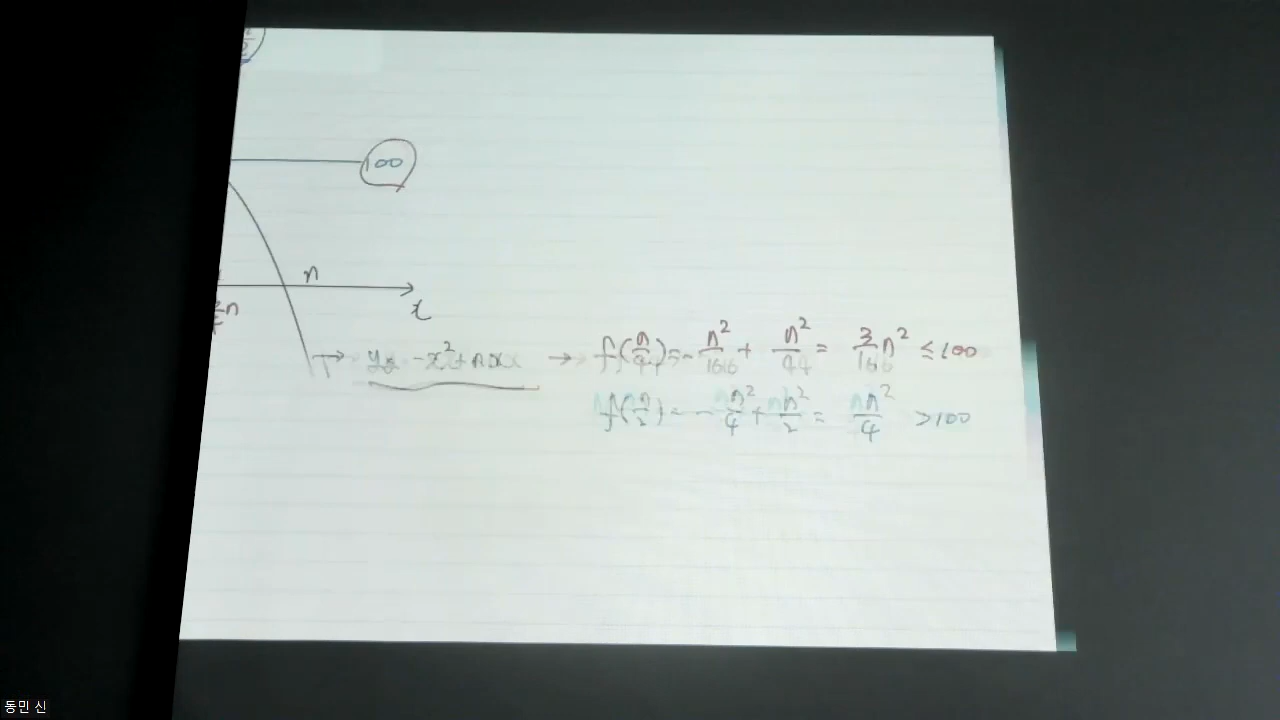 100
n
n
x
→ y = -x² + nx → f(n/4) = -n²/16 + n²/4 = 3/16 n² ≤ 100
f(n/2) = -n²/4 + n²/2 = n²/4 > 100
동민 신